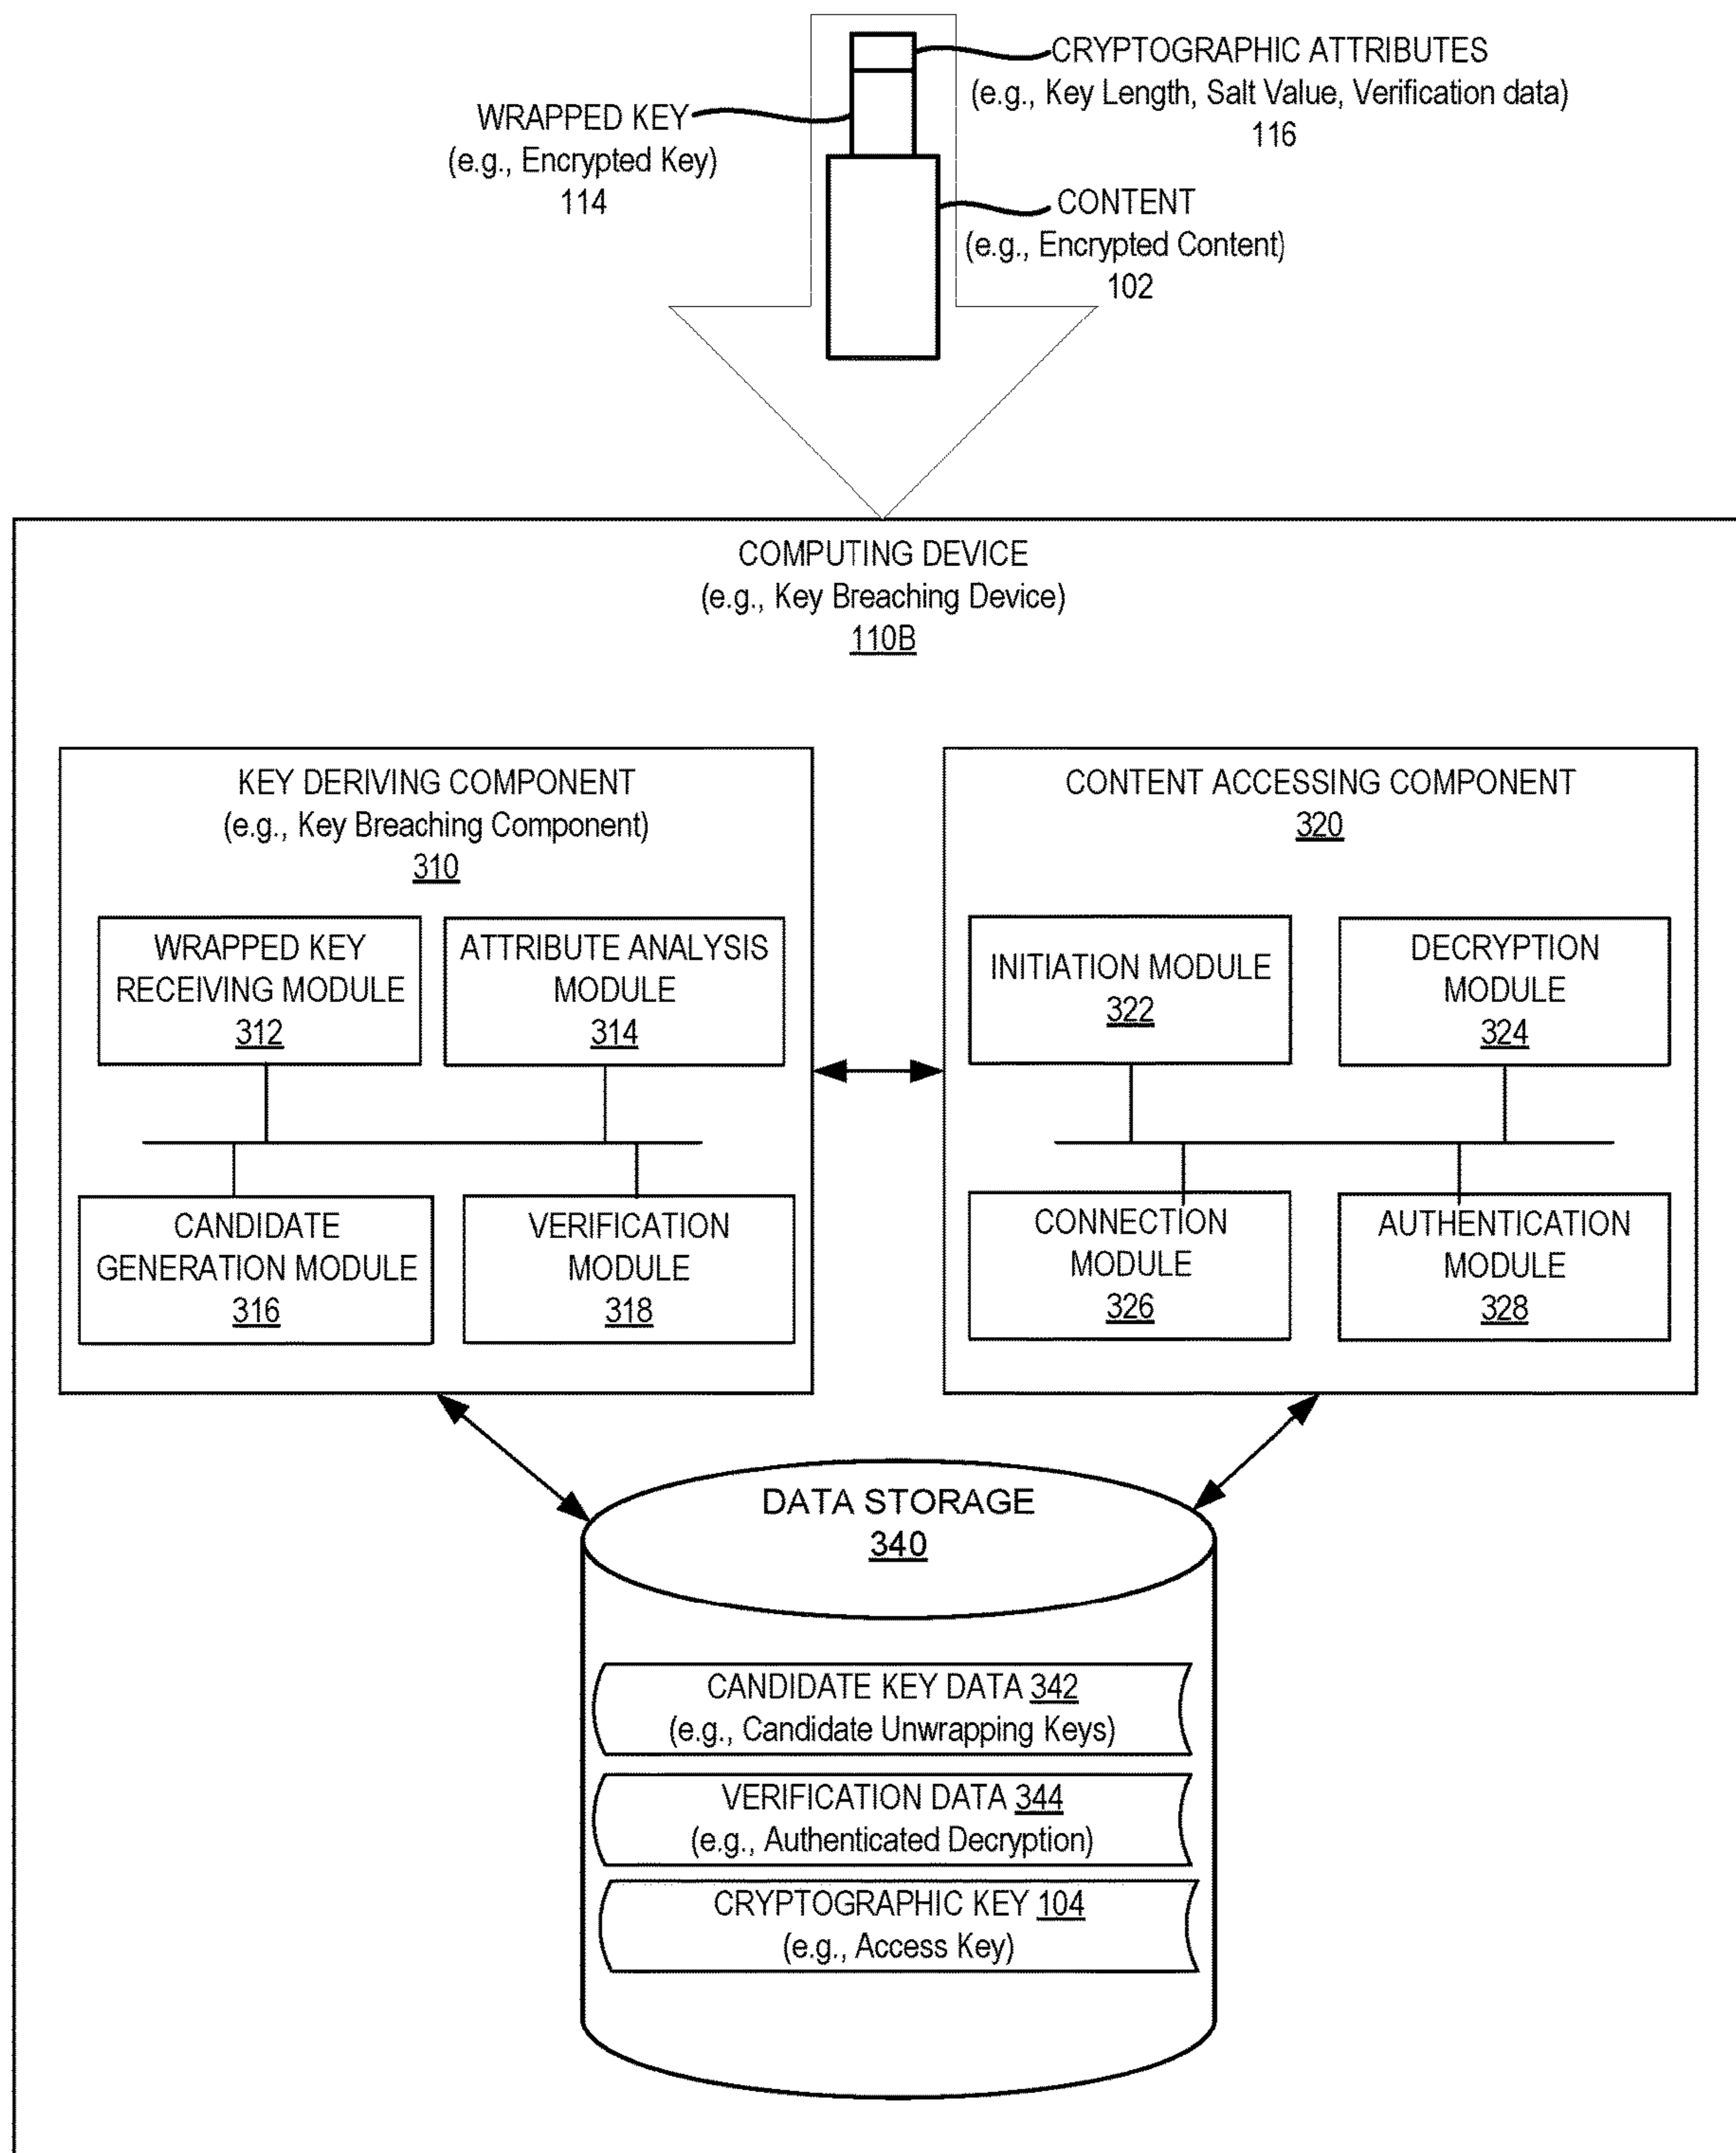 CRYPTOGRAPHIC ATTRIBUTES
(e.g., Key Length, Salt Value, Verification data)
116
WRAPPED KEY
(e.g., Encrypted Key)
114
CONTENT
(e.g., Encrypted Content)
102
COMPUTING DEVICE
(e.g., Key Breaching Device)
110B
KEY DERIVING COMPONENT
(e.g., Key Breaching Component)
310
WRAPPED KEY
RECEIVING MODULE
312
ATTRIBUTE ANALYSIS
MODULE
314
CANDIDATE
GENERATION MODULE
316
VERIFICATION
MODULE
318
CONTENT ACCESSING COMPONENT
320
INITIATION MODULE
322
DECRYPTION
MODULE
324
CONNECTION
MODULE
326
AUTHENTICATION
MODULE
328
DATA STORAGE
340
CANDIDATE KEY DATA 342
(e.g., Candidate Unwrapping Keys)
VERIFICATION DATA 344
(e.g., Authenticated Decryption)
CRYPTOGRAPHIC KEY 104
(e.g., Access Key)